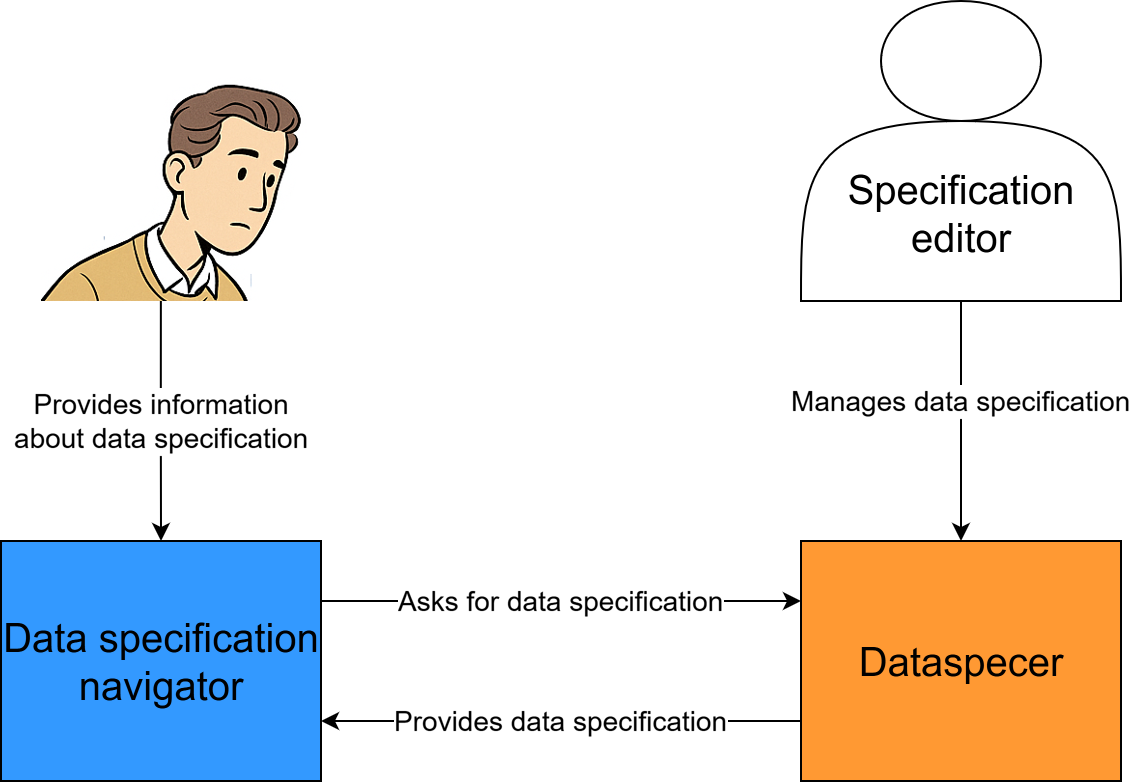 Specification
editor
Provides information
about data specification
Manages data specification
Data specification
navigator
Asks for data specification
Dataspecer
Provides data specification